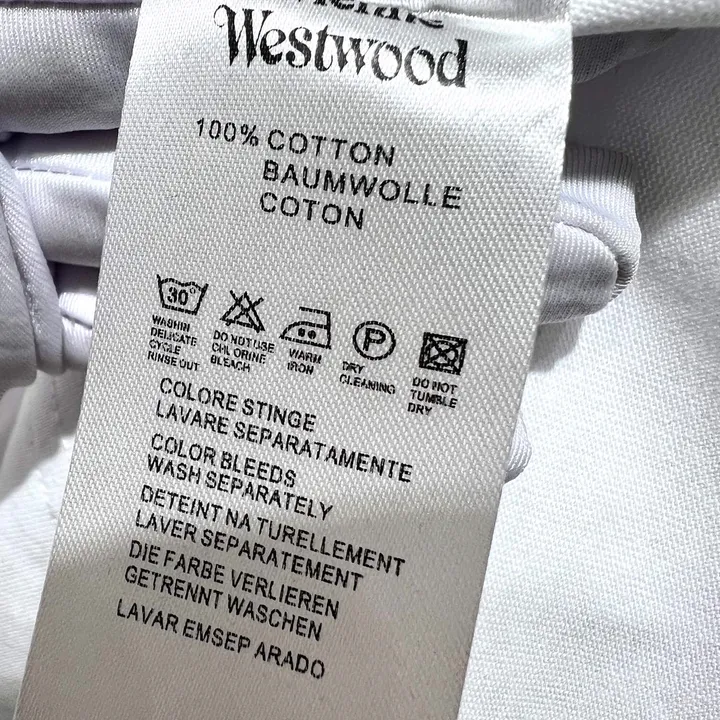 Westwood
100% COTTON
BAUMWOLLE
COTON
30°
P
WASHIN
DELICATE
CYCLE
RINSE OUT
DO NOT USE
CHLORINE
BLEACH
WARM
IRON
DRY
CLEANING
DO NOT
TUMBLE
DRY
COLORE STINGE
LAVARE SEPARATAMENTE
COLOR BLEEDS
WASH SEPARATELY
DETEINT NA TURELLEMENT
LAVER SEPAREMENT
DIE FARBE VERLIEREN
GETRENNT WASCHEN
LAVAR EMSEP ARADO